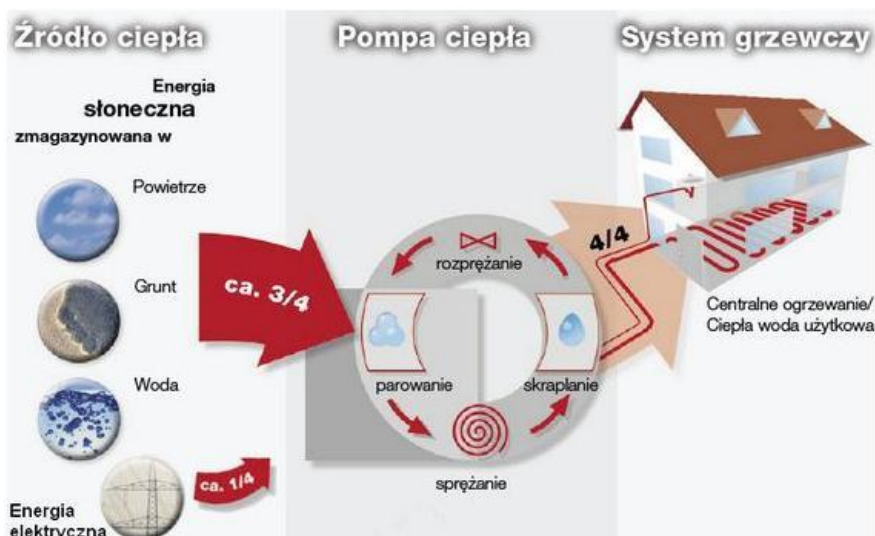 Źródło ciepła
Energia
słoneczna
zmagazynowana w
Powietrze
Grunt
Woda
Energia
elektryczna
ca. 3/4
ca. 1/4
Pompa ciepła
rozprężanie
parowanie
skraplanie
sprężanie
4/4
System grzewczy
Centralne ogrzewanie/
Ciepła woda użytkowa